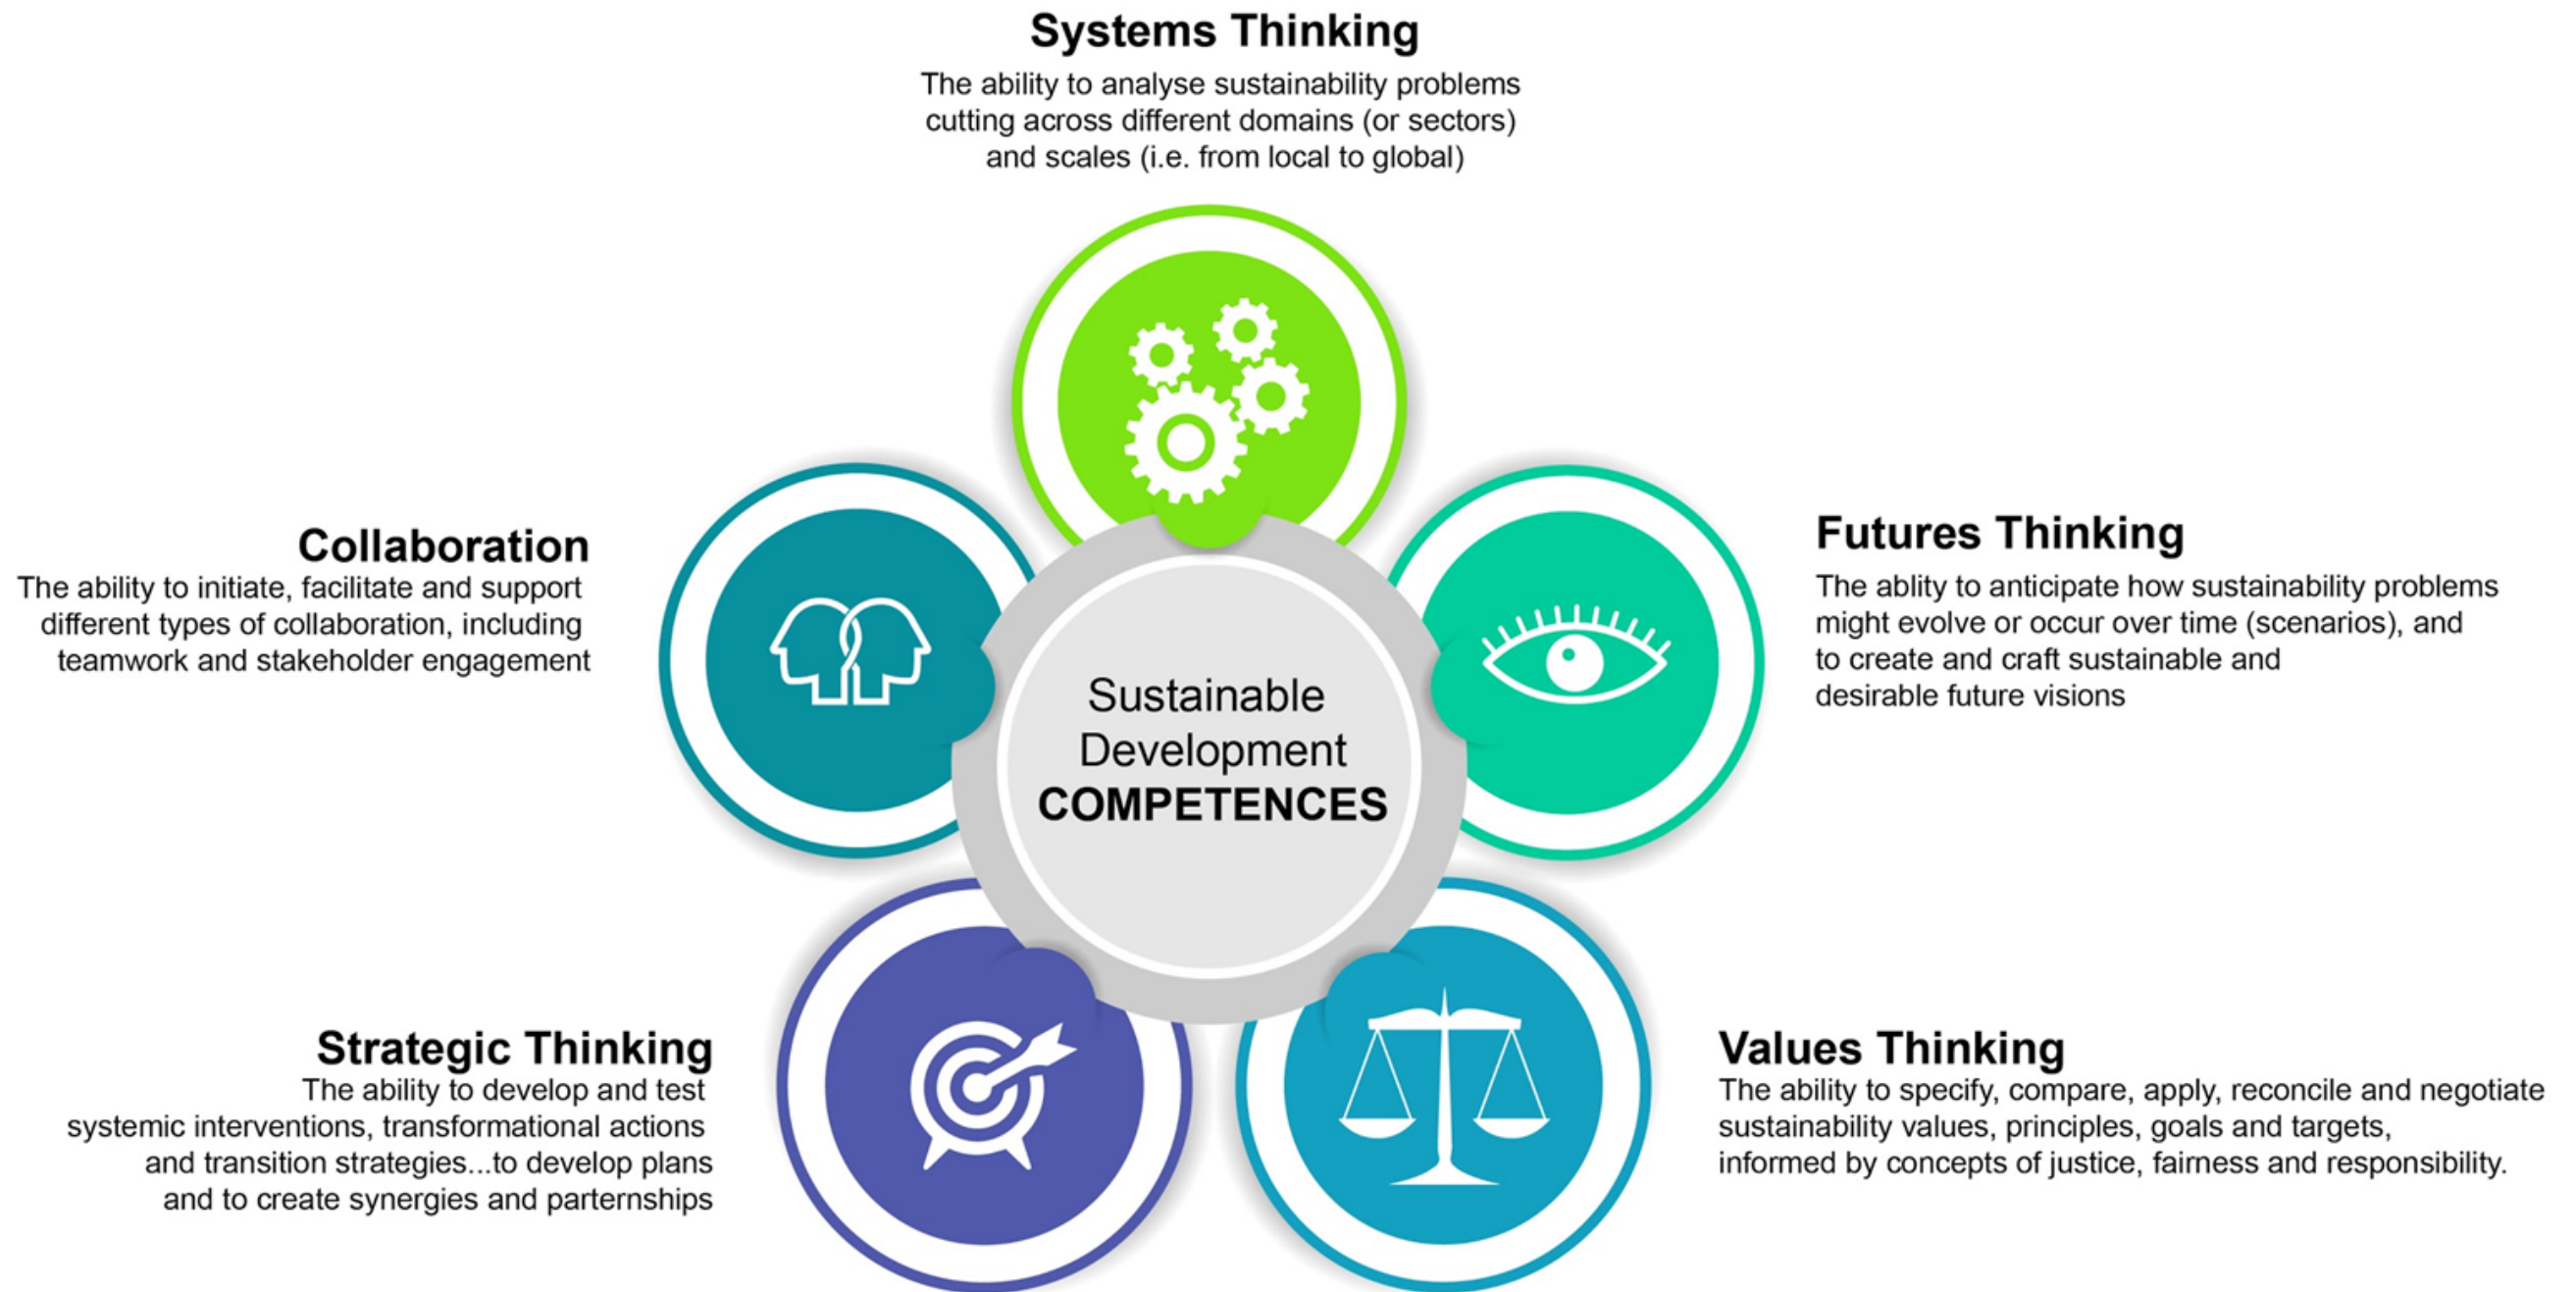 Systems Thinking
The ability to analyse sustainability problems
cutting across different domains (or sectors)
and scales (i.e. from local to global)
Collaboration
The ability to initiate, facilitate and support
different types of collaboration, including
teamwork and stakeholder engagement
Futures Thinking
The ablity to anticipate how sustainability problems
might evolve or occur over time (scenarios), and
to create and craft sustainable and
desirable future visions
Sustainable
Development
COMPETENCES
Strategic Thinking
The ability to develop and test
systemic interventions, transformational actions
and transition strategies...to develop plans
and to create synergies and parternships
Values Thinking
The ability to specify, compare, apply, reconcile and negotiate
sustainability values, principles, goals and targets,
informed by concepts of justice, fairness and responsibility.